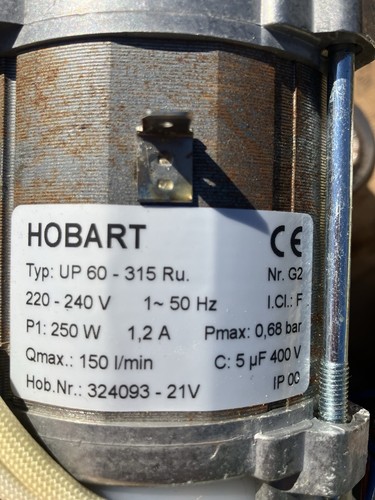 HOBART CE
Typ: UP 60 - 315 Ru. Nr. G2
220 - 240 V 1~ 50 Hz I.Cl.: F
P1: 250 W 1,2 A Pmax: 0,68 bar
Qmax.: 150 l/min C: 5 µF 400 V
Hob.Nr.: 324093 - 21V IP 00